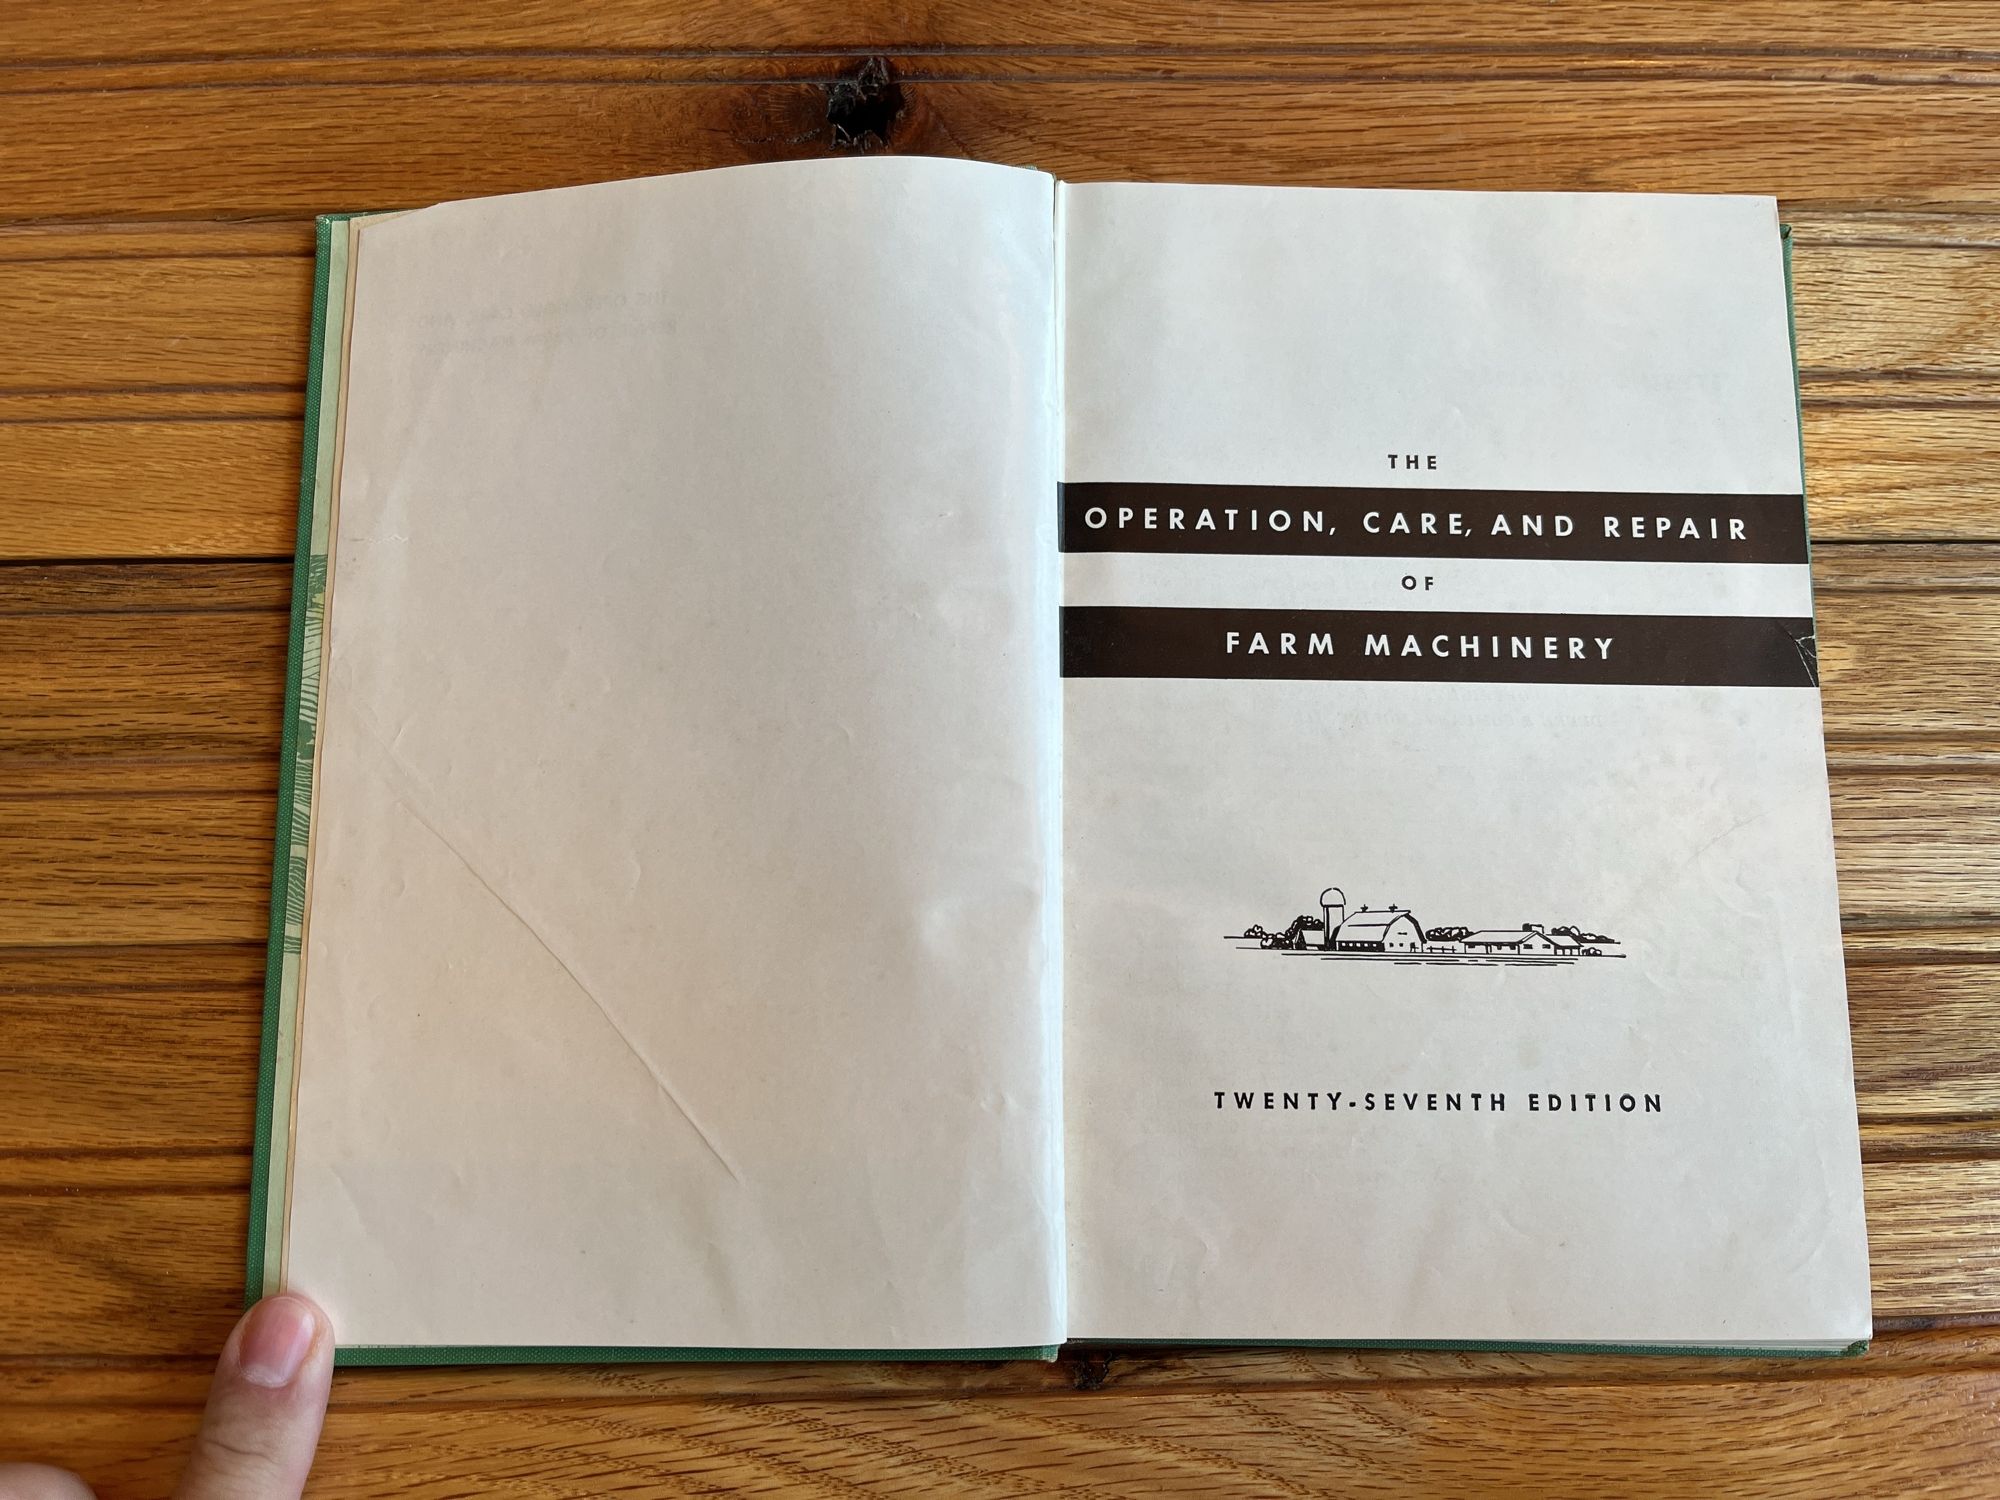 THE
OPERATION, CARE, AND REPAIR
OF
FARM MACHINERY
TWENTY-SEVENTH EDITION